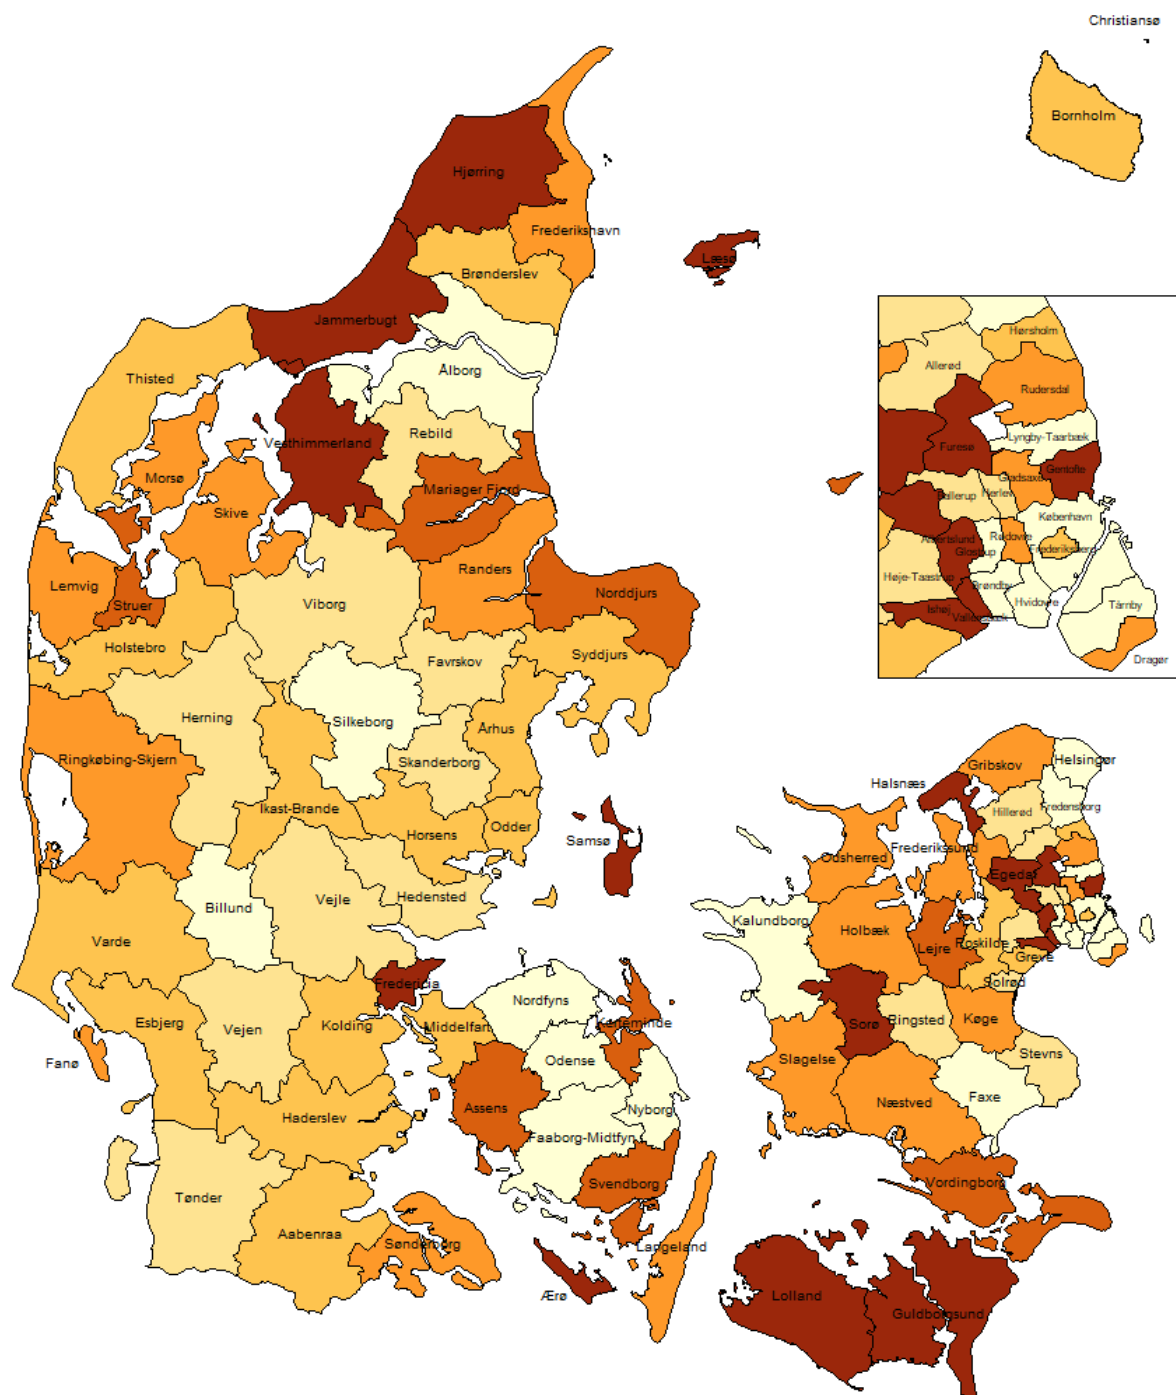 Christiansø
Bornholm
Hjørring
Frederikshavn
Læsø
Brønderslev
Jammerbugt
Thisted
Ålborg
Rebild
Vesthimmerland
Morsø
Mariager Fjord
Skive
Randers
Lemvig
Struer
Norddjurs
Viborg
Holstebro
Favrskov
Syddjurs
Herning
Silkeborg
Århus
Ringkøbing-Skjern
Skanderborg
Ikast-Brande
Horsens
Odder
Samsø
Billund
Vejle
Hedensted
Varde
Fredericia
Nordfyns
Esbjerg
Vejen
Kolding
Middelfart
Kerteminde
Fanø
Odense
Assens
Nyborg
Haderslev
Faaborg-Midtfyn
Svendborg
Tønder
Aabenraa
Sønderborg
Langeland
Ærø
Hørsholm
Allerød
Rudersdal
Lyngby-Taarbæk
Furesø
Gentofte
Gladsaxe
Ballerup
Herlev
København
Albertslund
Rødovre
Glostrup
Frederiksberg
Høje-Taastrup
Brøndby
Hvidovre
Tårnby
Ishøj
Vallensbæk
Dragør
Helsingør
Gribskov
Halsnæs
Hillerød
Fredensborg
Frederikssund
Odsherred
Egedal
Kalundborg
Holbæk
Lejre
Roskilde
Greve
Solrød
Sorø
Ringsted
Køge
Slagelse
Stevns
Næstved
Faxe
Vordingborg
Lolland
Guldborgsund